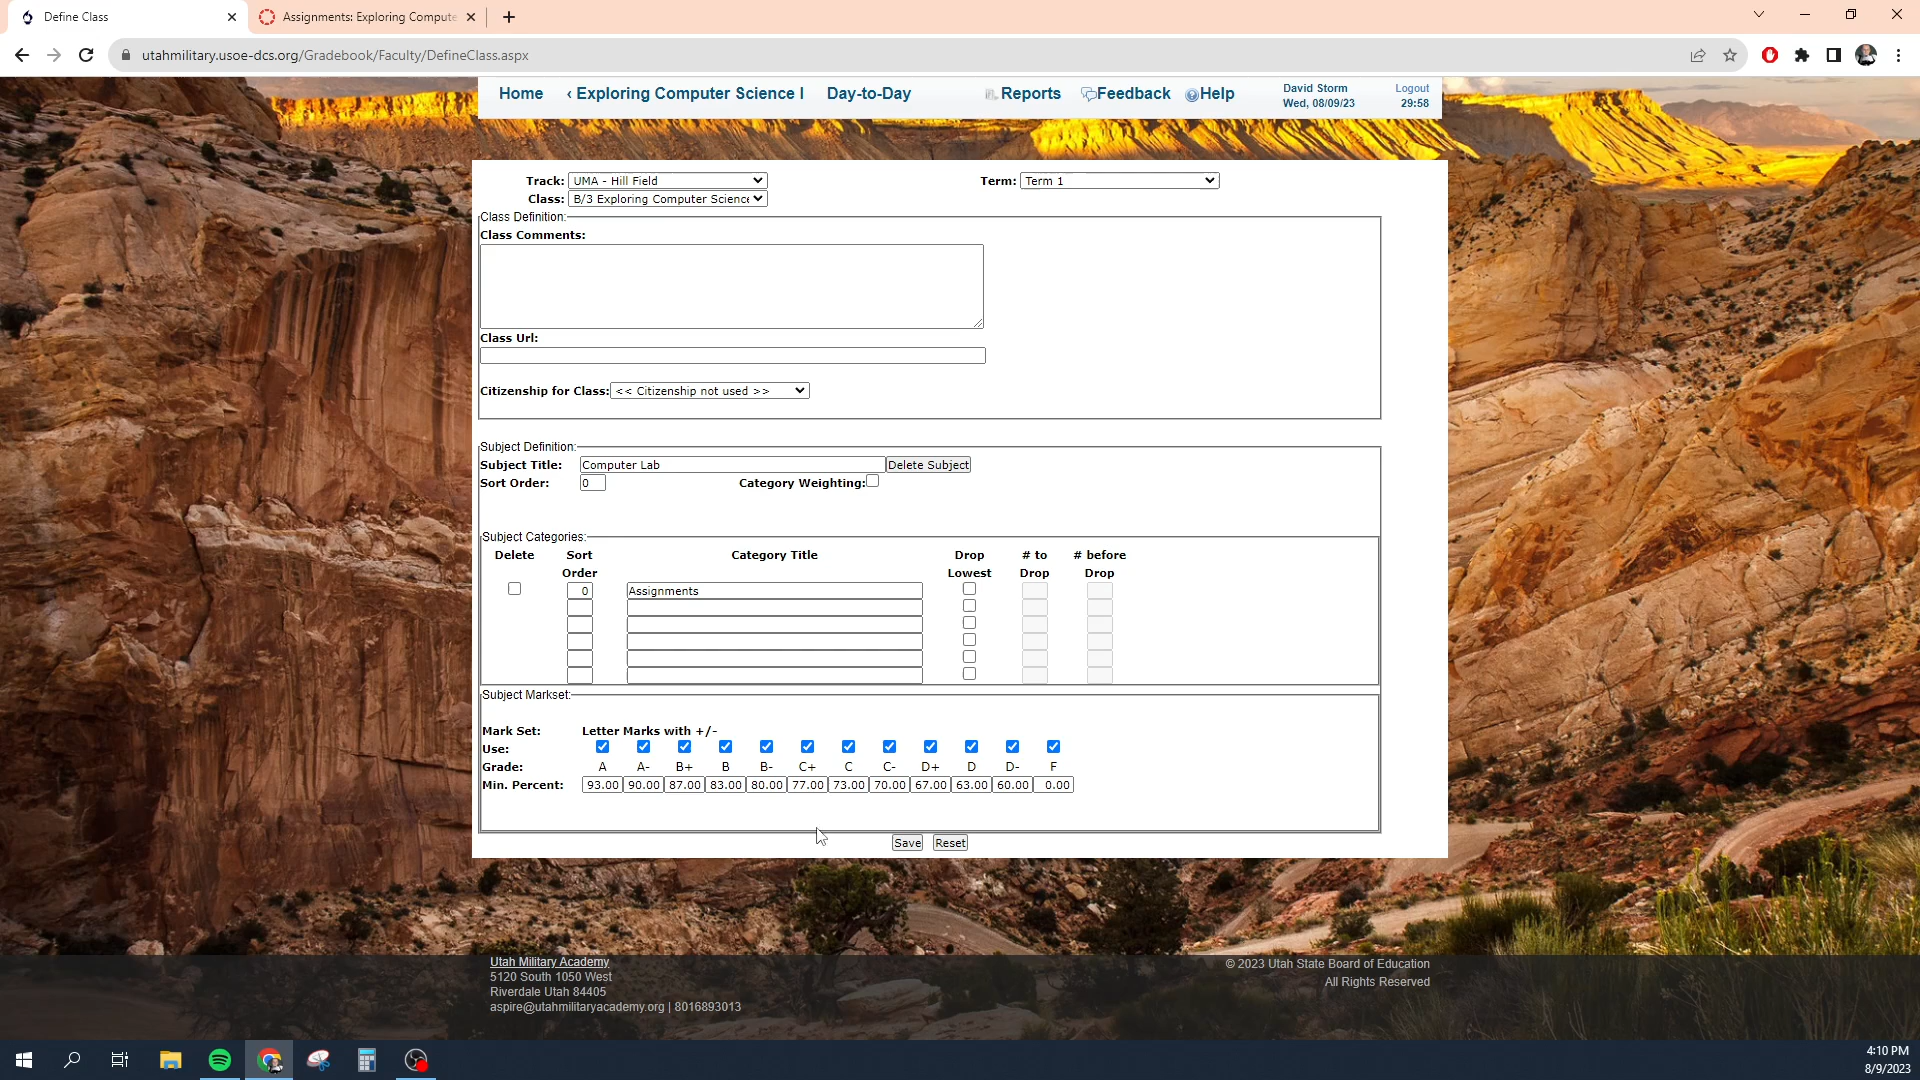 Define Class
Assignments: Exploring Compute
utahmilitary.usoe-dcs.org/Gradebook/Faculty/DefineClass.aspx
Home ‹ Exploring Computer Science I Day-to-Day Reports Feedback Help
David Storm
Wed, 08/09/23
Logout
29:58
Track: UMA - Hill Field Term: Term 1
Class: B/3 Exploring Computer Science
Class Definition:
Class Comments:
Class Url:
Citizenship for Class: << Citizenship not used >>
Subject Definition:
Subject Title: Computer Lab Delete Subject
Sort Order: 0 Category Weighting:
Subject Categories:
Delete Sort Category Title Drop # to # before
Order Lowest Drop Drop
0 Assignments
Subject Markset:
Mark Set: Letter Marks with +/-
Use:
Grade: A A- B+ B B- C+ C C- D+ D D- F
Min. Percent: 93.00 90.00 87.00 83.00 80.00 77.00 73.00 70.00 67.00 63.00 60.00 0.00
Save Reset
Utah Military Academy
5120 South 1050 West
Riverdale Utah 84405
aspire@utahmilitaryacademy.org | 8016893013
© 2023 Utah State Board of Education
All Rights Reserved
4:10 PM
8/9/2023